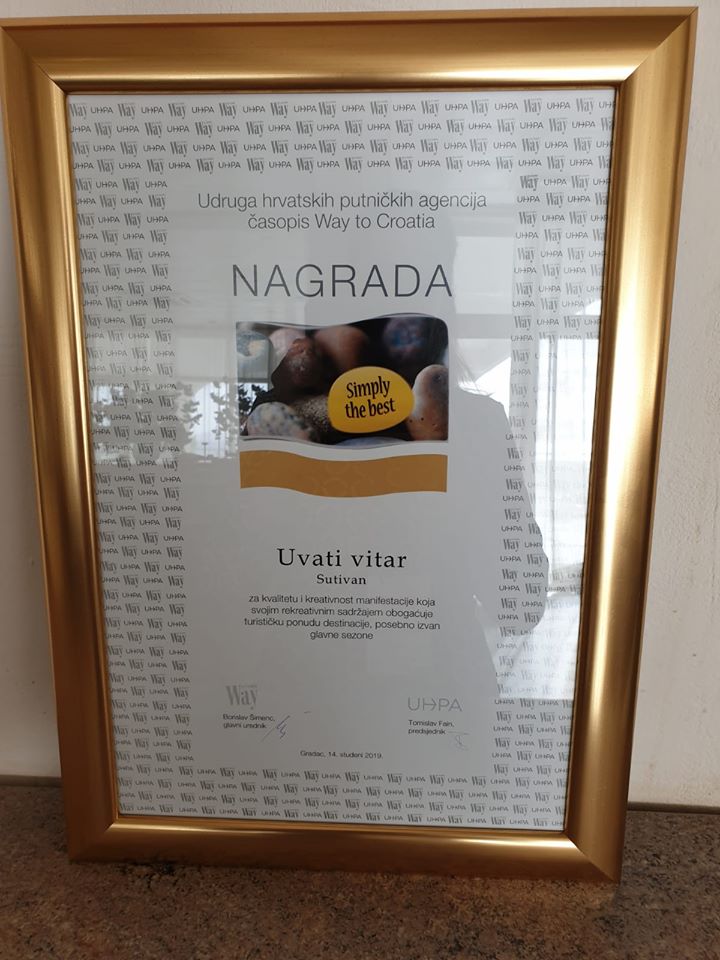 Udruga hrvatskih putničkih agencija
časopis Way to Croatia
NAGRADA
Simply
the best
Uvati vitar
Sutivan
za kvalitetu i kreativnost manifestacije koja
svojim rekreativnim sadržajem obogaćuje
turističku ponudu destinacije, posebno izvan
glavne sezone
Way
Borislav Šimenc,
glavni urednik
UHPA
Tomislav Fain,
predsjednik
Gradac, 14. studeni 2019.